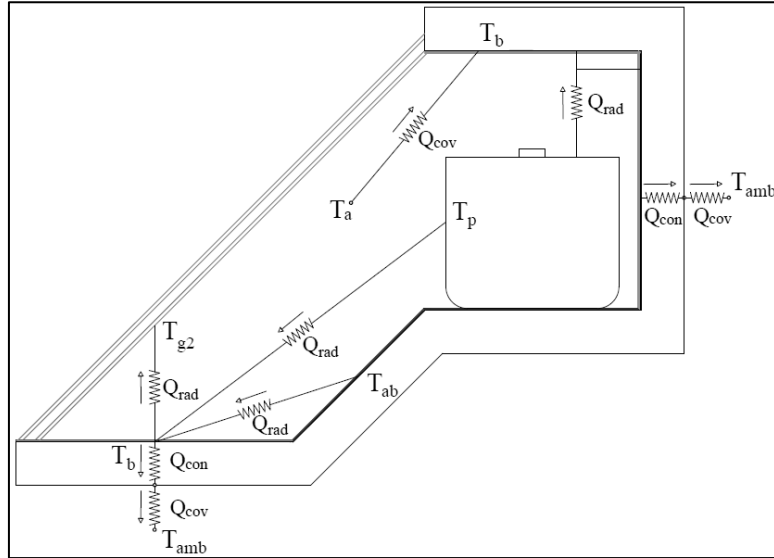 T_b
Q_rad
Q_cov
T_amb
T_a
T_p
Q_con Q_cov
T_g2
Q_rad
Q_rad
T_ab
Q_rad
T_b
Q_con
Q_cov
T_amb